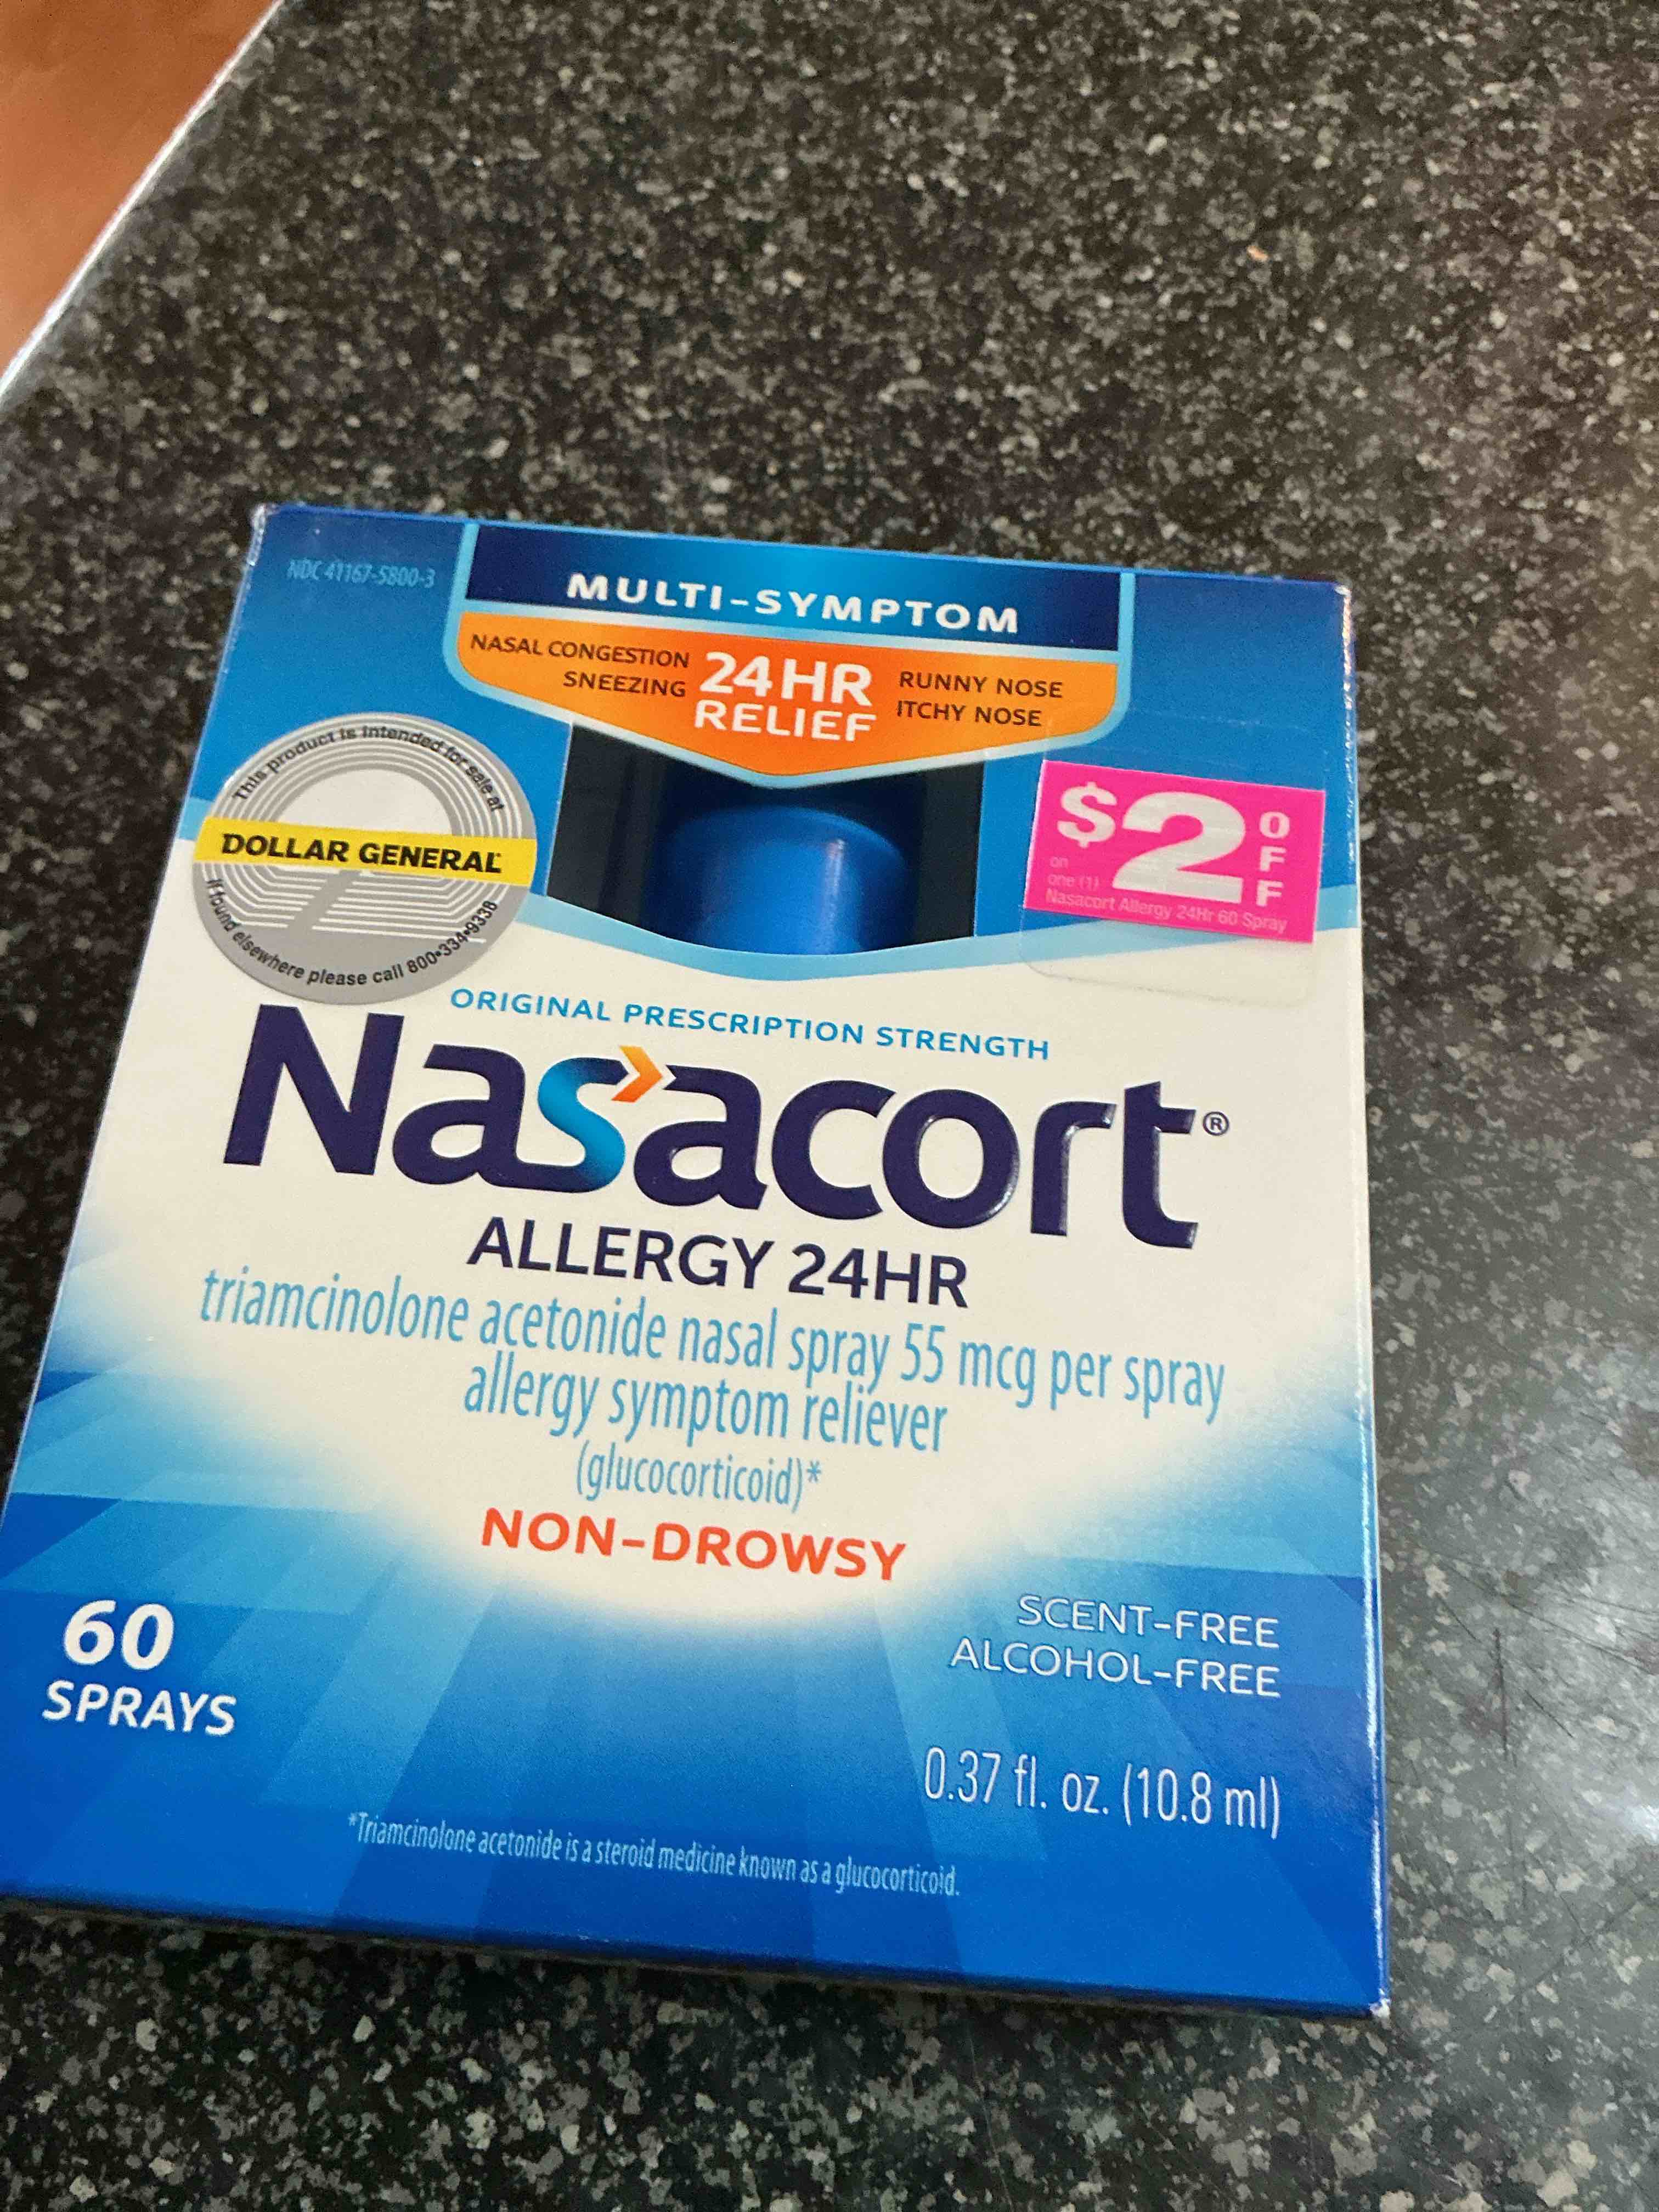 NDC 41167-5800-3
MULTI-SYMPTOM
NASAL CONGESTION
SNEEZING
24HR
RELIEF
RUNNY NOSE
ITCHY NOSE
This product is intended for sale at
DOLLAR GENERAL
If found elsewhere please call 800•334•9338
$2 OFF
on
one (1)
Nasacort Allergy 24Hr 60 Spray
ORIGINAL PRESCRIPTION STRENGTH
Nasacort®
ALLERGY 24HR
triamcinolone acetonide nasal spray 55 mcg per spray
allergy symptom reliever
(glucocorticoid)*
NON-DROWSY
60
SPRAYS
SCENT-FREE
ALCOHOL-FREE
0.37 fl. oz. (10.8 ml)
*Triamcinolone acetonide is a steroid medicine known as a glucocorticoid.